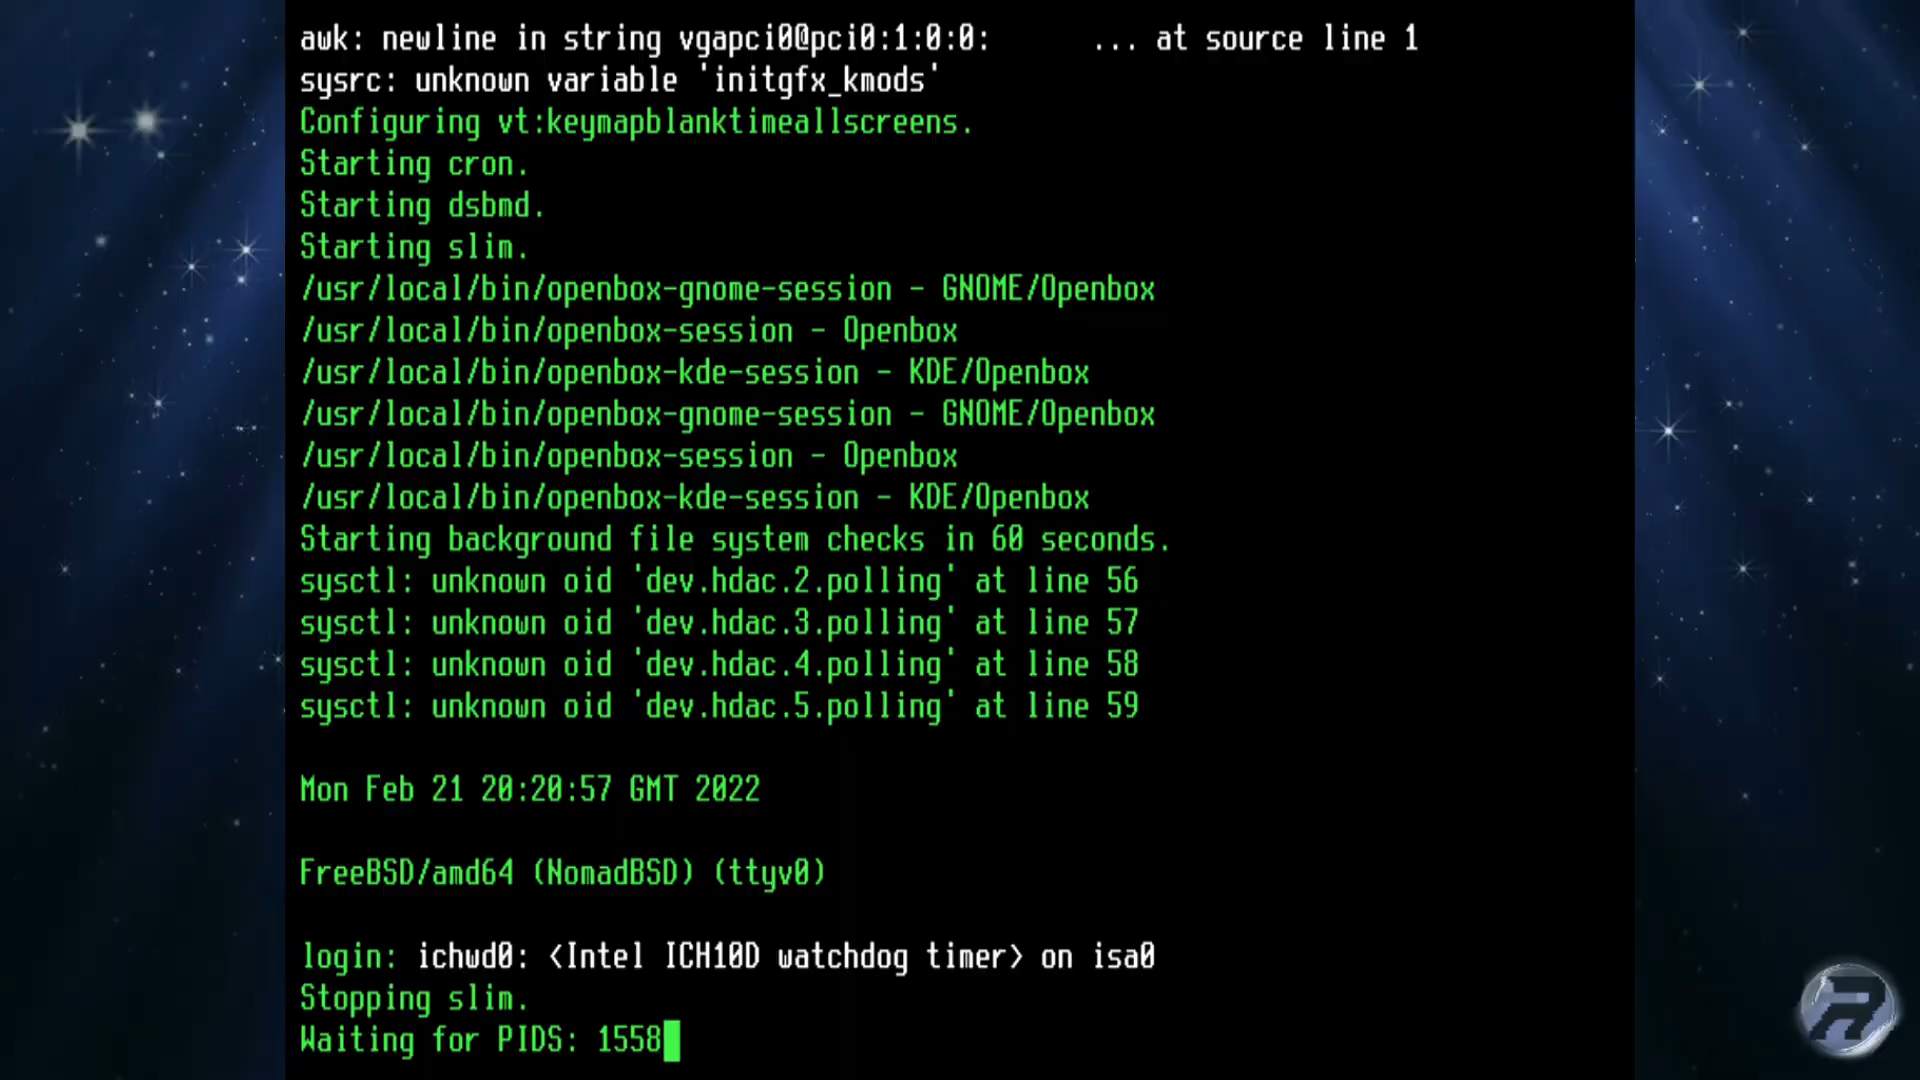 awk: newline in string vgapci0@pci0:1:0:0:      ... at source line 1
sysrc: unknown variable 'initgfx_kmods'
Configuring vt:keymapblanktimeallscreens.
Starting cron.
Starting dsbmd.
Starting slim.
/usr/local/bin/openbox-gnome-session - GNOME/Openbox
/usr/local/bin/openbox-session - Openbox
/usr/local/bin/openbox-kde-session - KDE/Openbox
/usr/local/bin/openbox-gnome-session - GNOME/Openbox
/usr/local/bin/openbox-session - Openbox
/usr/local/bin/openbox-kde-session - KDE/Openbox
Starting background file system checks in 60 seconds.
sysctl: unknown oid 'dev.hdac.2.polling' at line 56
sysctl: unknown oid 'dev.hdac.3.polling' at line 57
sysctl: unknown oid 'dev.hdac.4.polling' at line 58
sysctl: unknown oid 'dev.hdac.5.polling' at line 59
Mon Feb 21 20:20:57 GMT 2022
FreeBSD/amd64 (NomadBSD) (ttyv0)
login: ichwd0: <Intel ICH10D watchdog timer> on isa0
Stopping slim.
Waiting for PIDS: 1558